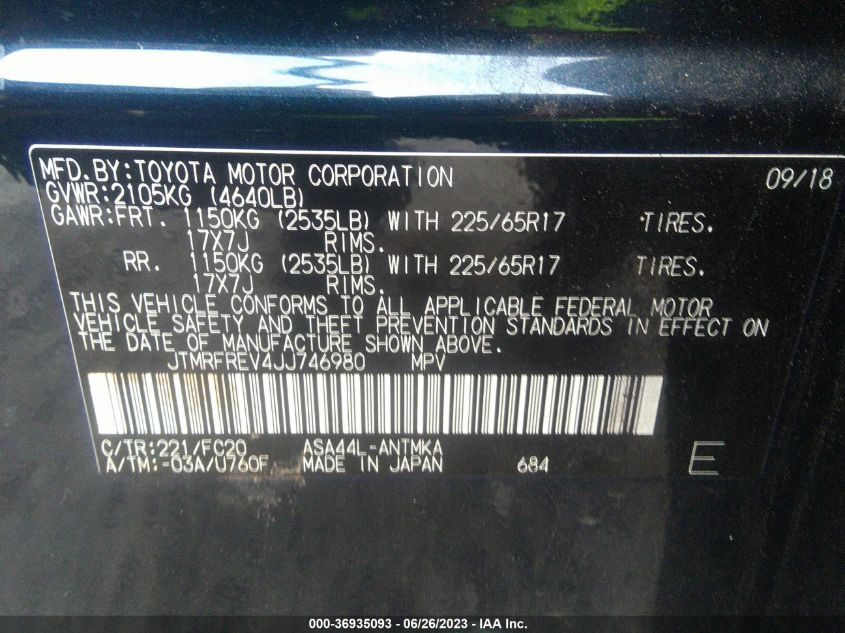 MFD.BY:TOYOTA MOTOR CORPORATION 09/18
GVWR:2105KG (4640LB)
GAWR:FRT. 1150KG (2535LB) WITH 225/65R17 TIRES.
17X7J RIMS.
RR. 1150KG (2535LB) WITH 225/65R17 TIRES.
17X7J RIMS.
THIS VEHICLE CONFORMS TO ALL APPLICABLE FEDERAL MOTOR
VEHICLE SAFETY AND THEFT PREVENTION STANDARDS IN EFFECT ON
THE DATE OF MANUFACTURE SHOWN ABOVE.
JTMRFREV4JJ746980 MPV
C/TR:221/FC20 ASA44L-ANTMKA
A/TM:-03A/U760F MADE IN JAPAN 684 E
000-36935093 - 06/26/2023 - IAA Inc.